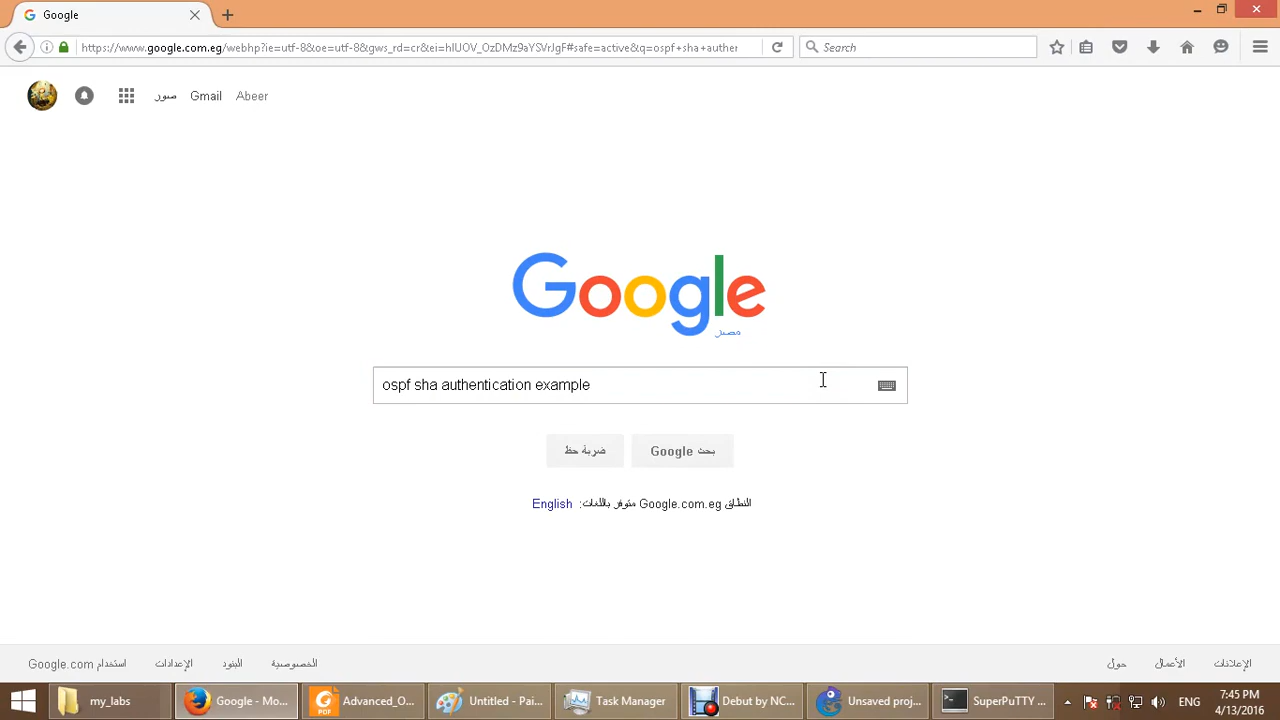 Google
https://www.google.com.eg/webhp?ie=utf-8&oe=utf-8&gws_rd=cr&ei=hIUOV_OzDMz9aYSVrJgF#safe=active&q=ospf+sha+auther
Search
صور Gmail Abeer
Google
مصر
ospf sha authentication example
ضربة حظ
بحث Google
النطاق Google.com.eg متوفر باللغات: English
استخدام Google.com
الإعدادات
البنود
الخصوصية
حول
الأعمال
الإعلانات
my_labs
Google - Mo...
Advanced_O...
Untitled - Pai...
Task Manager
Debut by NC...
Unsaved proj...
SuperPuTTY ...
ENG
7:45 PM
4/13/2016